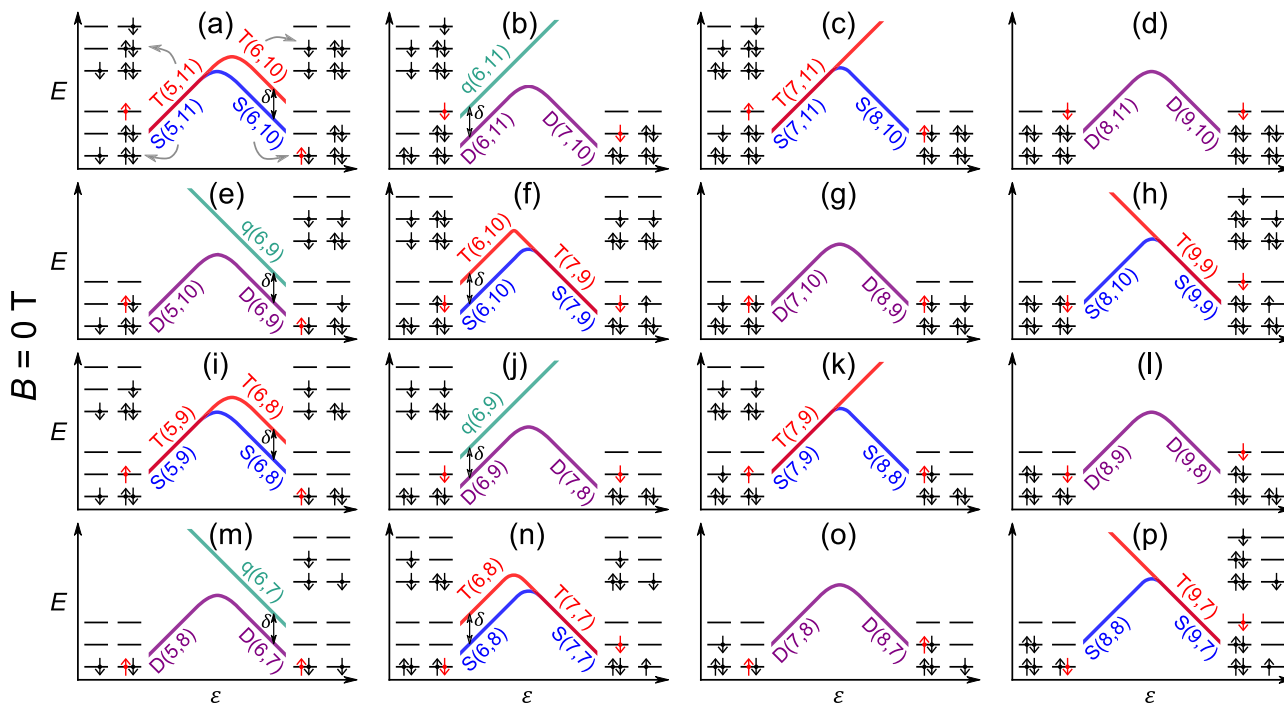 B = 0 T
(a)
E
T(5,11)
S(5,11)
T(6,10)
S(6,10)
δ
(b)
q(6,11)
δ
D(6,11)
D(7,10)
(c)
T(7,11)
S(7,11)
S(8,10)
(d)
D(8,11)
D(9,10)
(e)
E
q(6,9)
δ
D(5,10)
D(6,9)
(f)
T(6,10)
T(7,9)
δ
S(6,10)
S(7,9)
(g)
D(7,10)
D(8,9)
(h)
T(9,9)
S(8,10)
S(9,9)
(i)
E
T(5,9)
T(6,8)
δ
S(5,9)
S(6,8)
(j)
q(6,9)
δ
D(6,9)
D(7,8)
(k)
T(7,9)
S(7,9)
S(8,8)
(l)
D(8,9)
D(9,8)
(m)
E
q(6,7)
δ
D(5,8)
D(6,7)
ε
(n)
T(6,8)
T(7,7)
δ
S(6,8)
S(7,7)
ε
(o)
D(7,8)
D(8,7)
ε
(p)
T(9,7)
S(8,8)
S(9,7)
ε